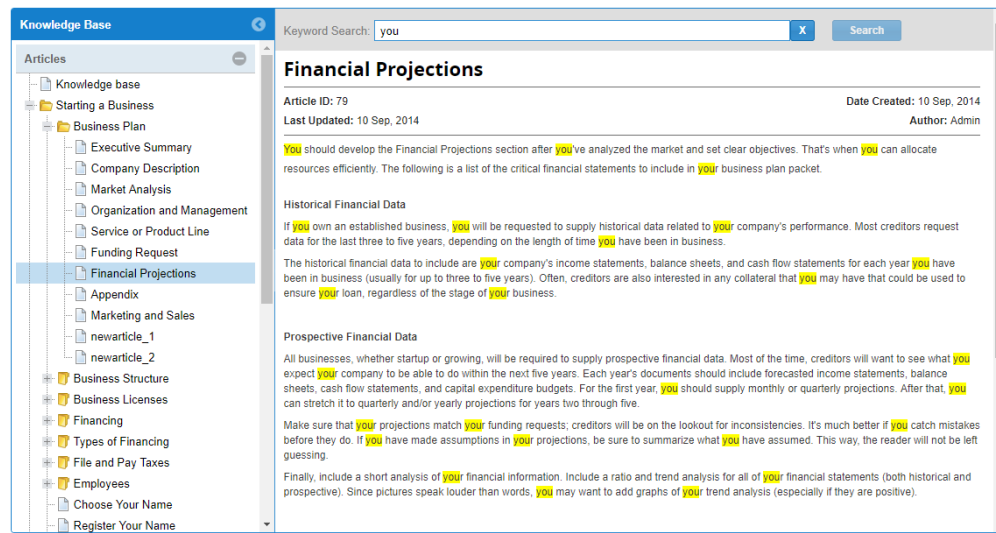 Knowledge Base
Articles
Knowledge base
Starting a Business
Business Plan
Executive Summary
Company Description
Market Analysis
Organization and Management
Service or Product Line
Funding Request
Financial Projections
Appendix
Marketing and Sales
newarticle_1
newarticle_2
Business Structure
Business Licenses
Financing
Types of Financing
File and Pay Taxes
Employees
Choose Your Name
Register Your Name
Keyword Search: you X Search
Financial Projections
Article ID: 79 Date Created: 10 Sep, 2014
Last Updated: 10 Sep, 2014 Author: Admin
You should develop the Financial Projections section after you've analyzed the market and set clear objectives. That's when you can allocate
resources efficiently. The following is a list of the critical financial statements to include in your business plan packet.
Historical Financial Data
If you own an established business, you will be requested to supply historical data related to your company's performance. Most creditors request
data for the last three to five years, depending on the length of time you have been in business.
The historical financial data to include are your company's income statements, balance sheets, and cash flow statements for each year you have
been in business (usually for up to three to five years). Often, creditors are also interested in any collateral that you may have that could be used to
ensure your loan, regardless of the stage of your business.
Prospective Financial Data
All businesses, whether startup or growing, will be required to supply prospective financial data. Most of the time, creditors will want to see what you
expect your company to be able to do within the next five years. Each year's documents should include forecasted income statements, balance
sheets, cash flow statements, and capital expenditure budgets. For the first year, you should supply monthly or quarterly projections. After that, you
can stretch it to quarterly and/or yearly projections for years two through five.
Make sure that your projections match your funding requests; creditors will be on the lookout for inconsistencies. It's much better if you catch mistakes
before they do. If you have made assumptions in your projections, be sure to summarize what you have assumed. This way, the reader will not be left
guessing.
Finally, include a short analysis of your financial information. Include a ratio and trend analysis for all of your financial statements (both historical and
prospective). Since pictures speak louder than words, you may want to add graphs of your trend analysis (especially if they are positive).